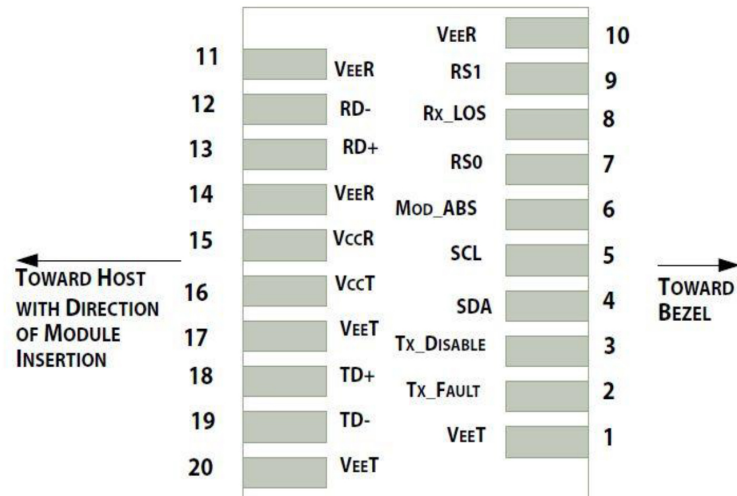 VEER 10
11 VEER
RS1 9
12 RD-
RX_LOS 8
13 RD+
RS0 7
14 VEER
MOD_ABS 6
15 VCCR
SCL 5
16 VCCT
SDA 4
17 VEET
TX_DISABLE 3
18 TD+
TX_FAULT 2
19 TD-
VEET 1
20 VEET
TOWARD HOST
WITH DIRECTION
OF MODULE
INSERTION
TOWARD
BEZEL